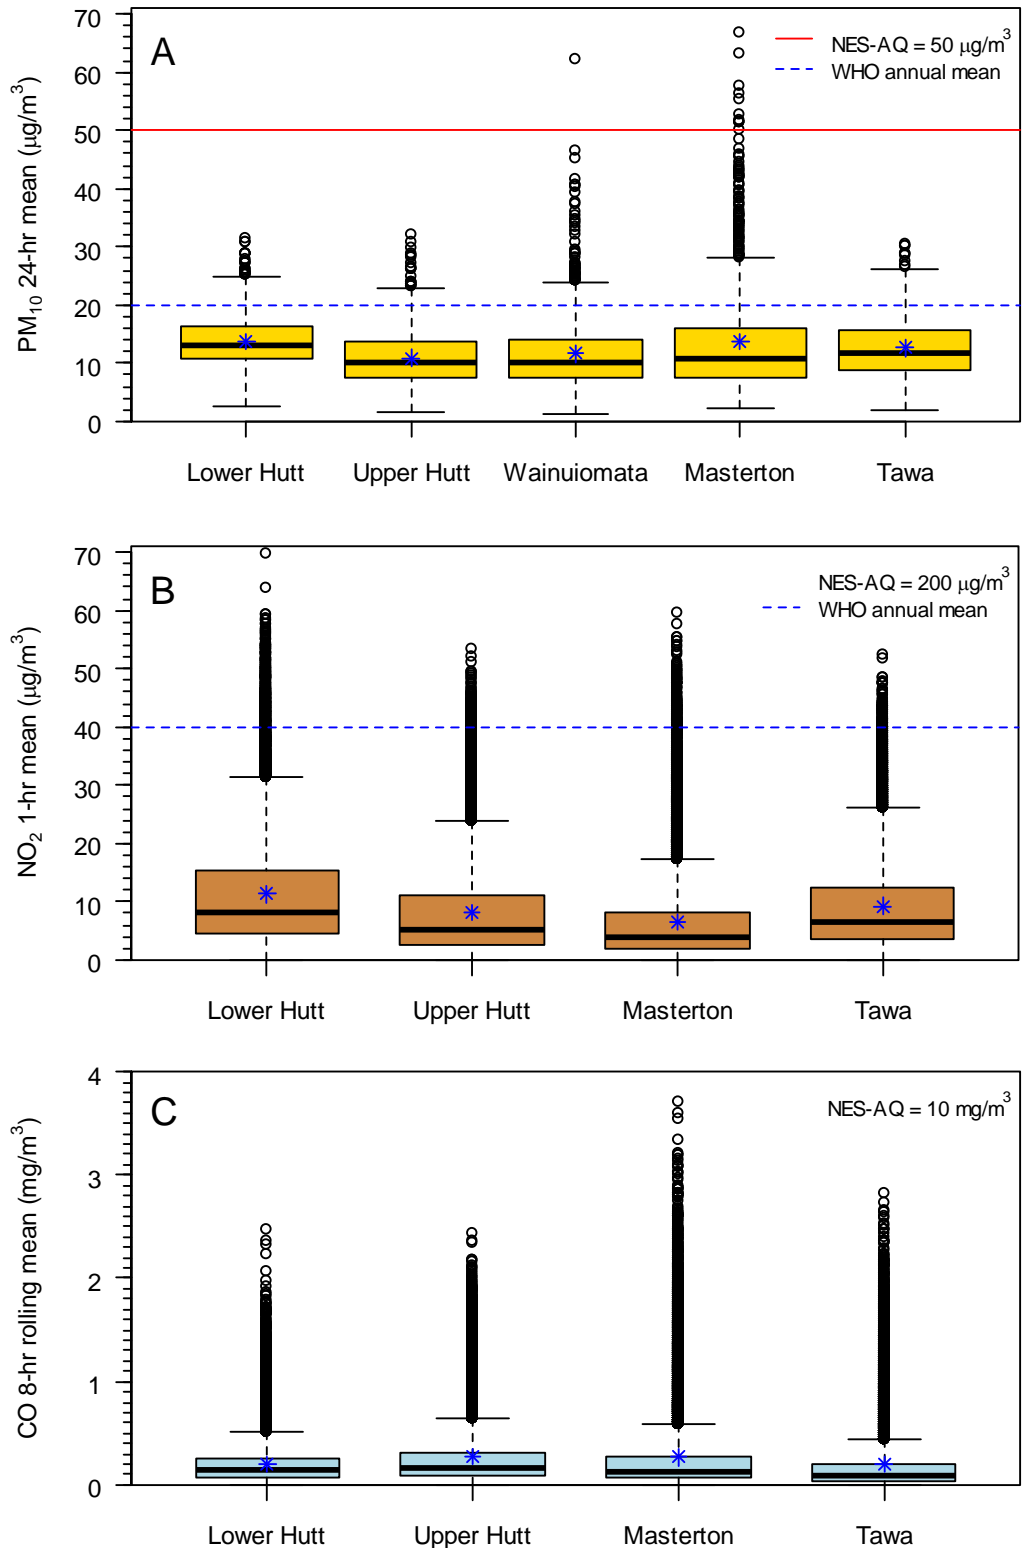 A
NES-AQ = 50 μg/m³
WHO annual mean
PM₁₀ 24-hr mean (μg/m³)
70
60
50
40
30
20
10
0
Lower Hutt Upper Hutt Wainuiomata Masterton Tawa
B
NES-AQ = 200 μg/m³
WHO annual mean
NO₂ 1-hr mean (μg/m³)
70
60
50
40
30
20
10
0
Lower Hutt Upper Hutt Masterton Tawa
C
NES-AQ = 10 mg/m³
CO 8-hr rolling mean (mg/m³)
4
3
2
1
0
Lower Hutt Upper Hutt Masterton Tawa